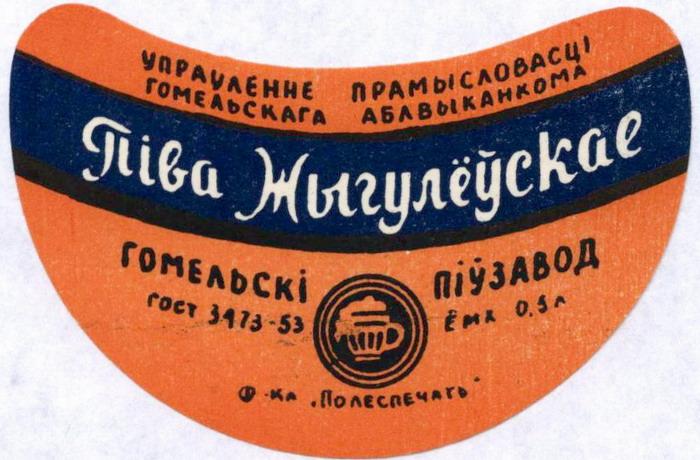 УПРАУЛЕННЕ ПРАМЫСЛОВАСЦІ
ГОМЕЛЬСКАГА АБЛВЫКАНКОМА
Піва Жыгулёўскае
ГОМЕЛЬСКІ ПІЎЗАВОД
ГОСТ 3473-53 ЁМК 0,5 л
Ф-КА „ПОЛЕСПЕЧАТЬ"